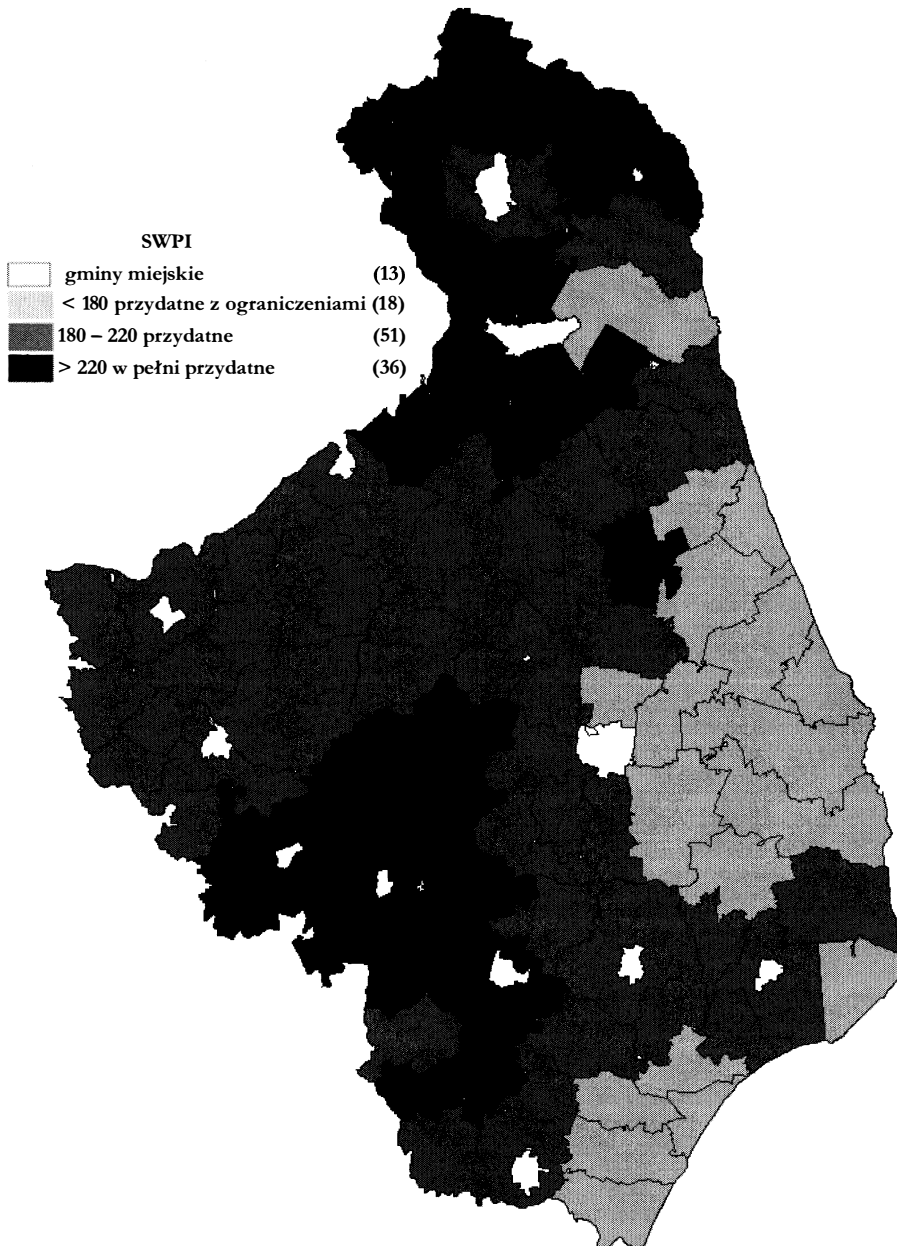 SWPI
gminy miejskie (13)
< 180 przydatne z ograniczeniami (18)
180 – 220 przydatne (51)
> 220 w pełni przydatne (36)